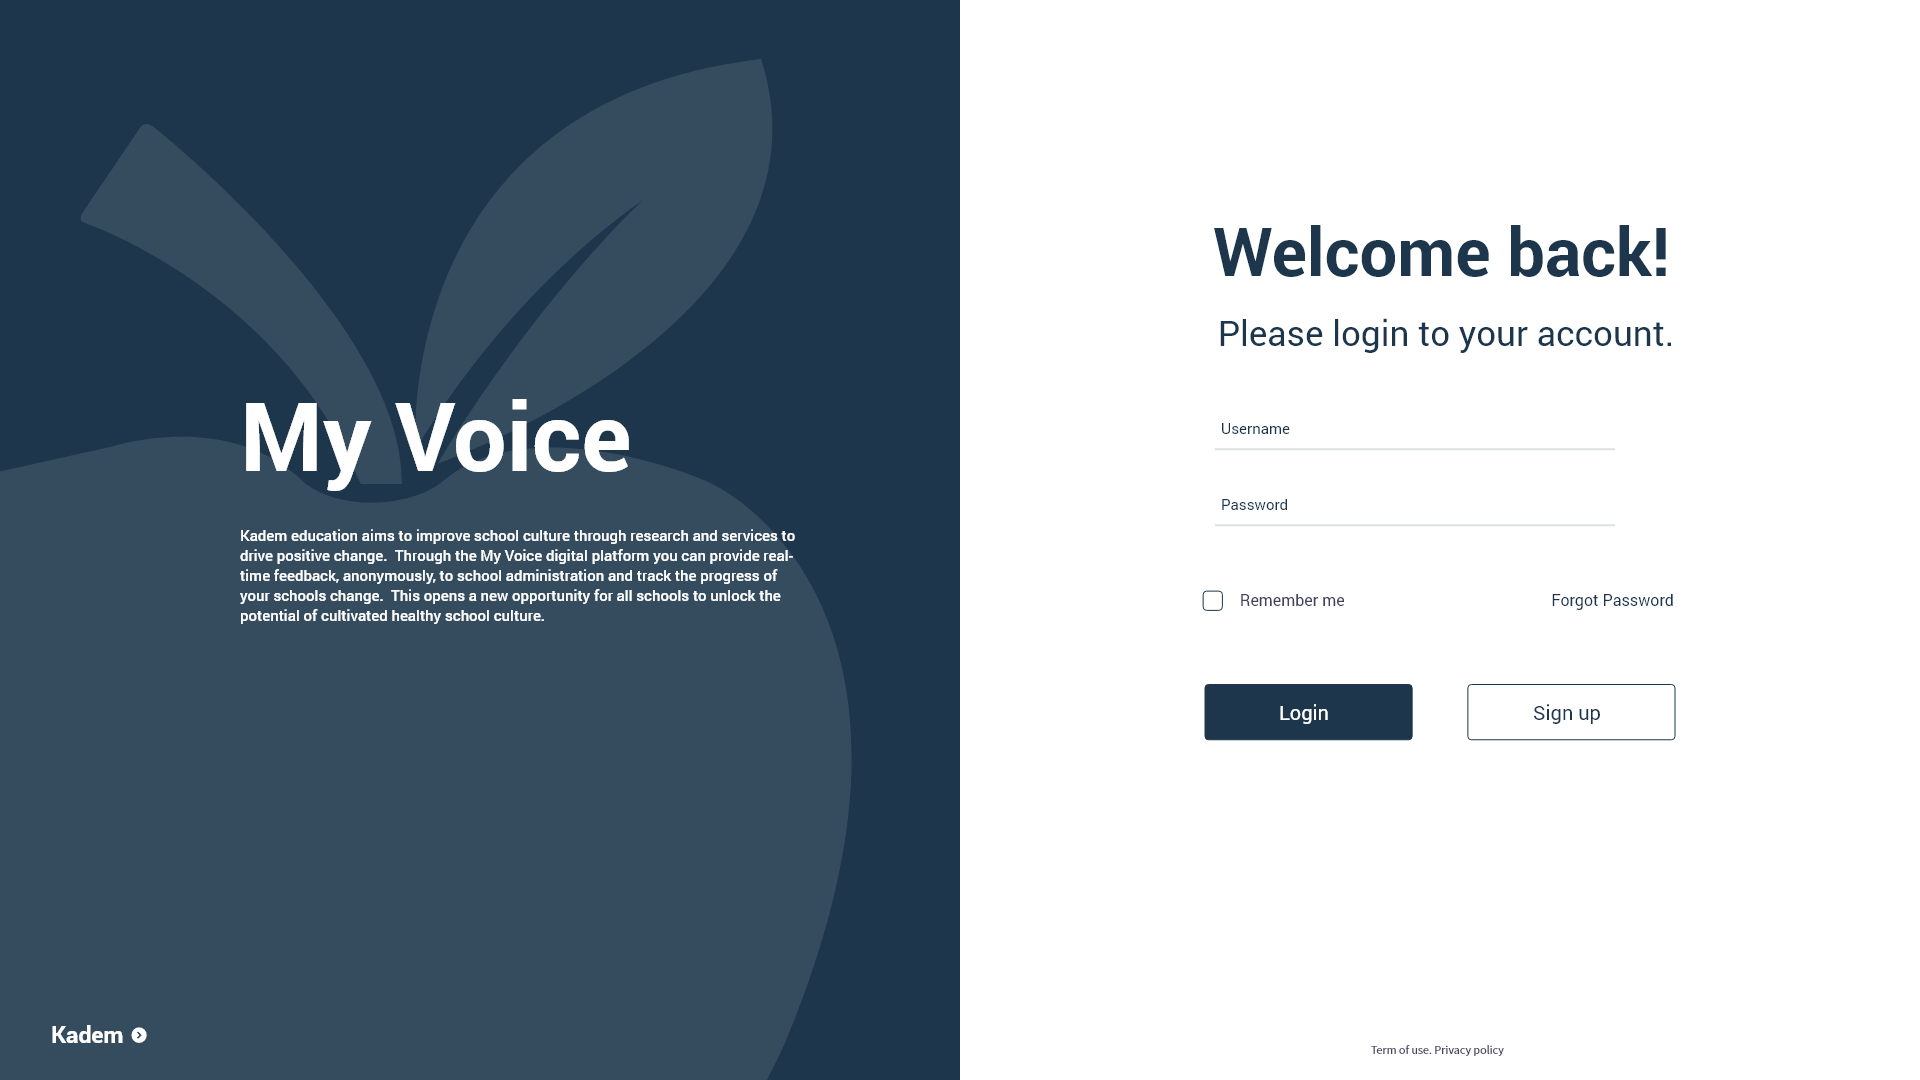 My Voice
Kadem education aims to improve school culture through research and services to
drive positive change.  Through the My Voice digital platform you can provide real-
time feedback, anonymously, to school administration and track the progress of
your schools change.  This opens a new opportunity for all schools to unlock the
potential of cultivated healthy school culture.
Kadem
Welcome back!
Please login to your account.
Username
Password
Remember me
Forgot Password
Login
Sign up
Term of use. Privacy policy